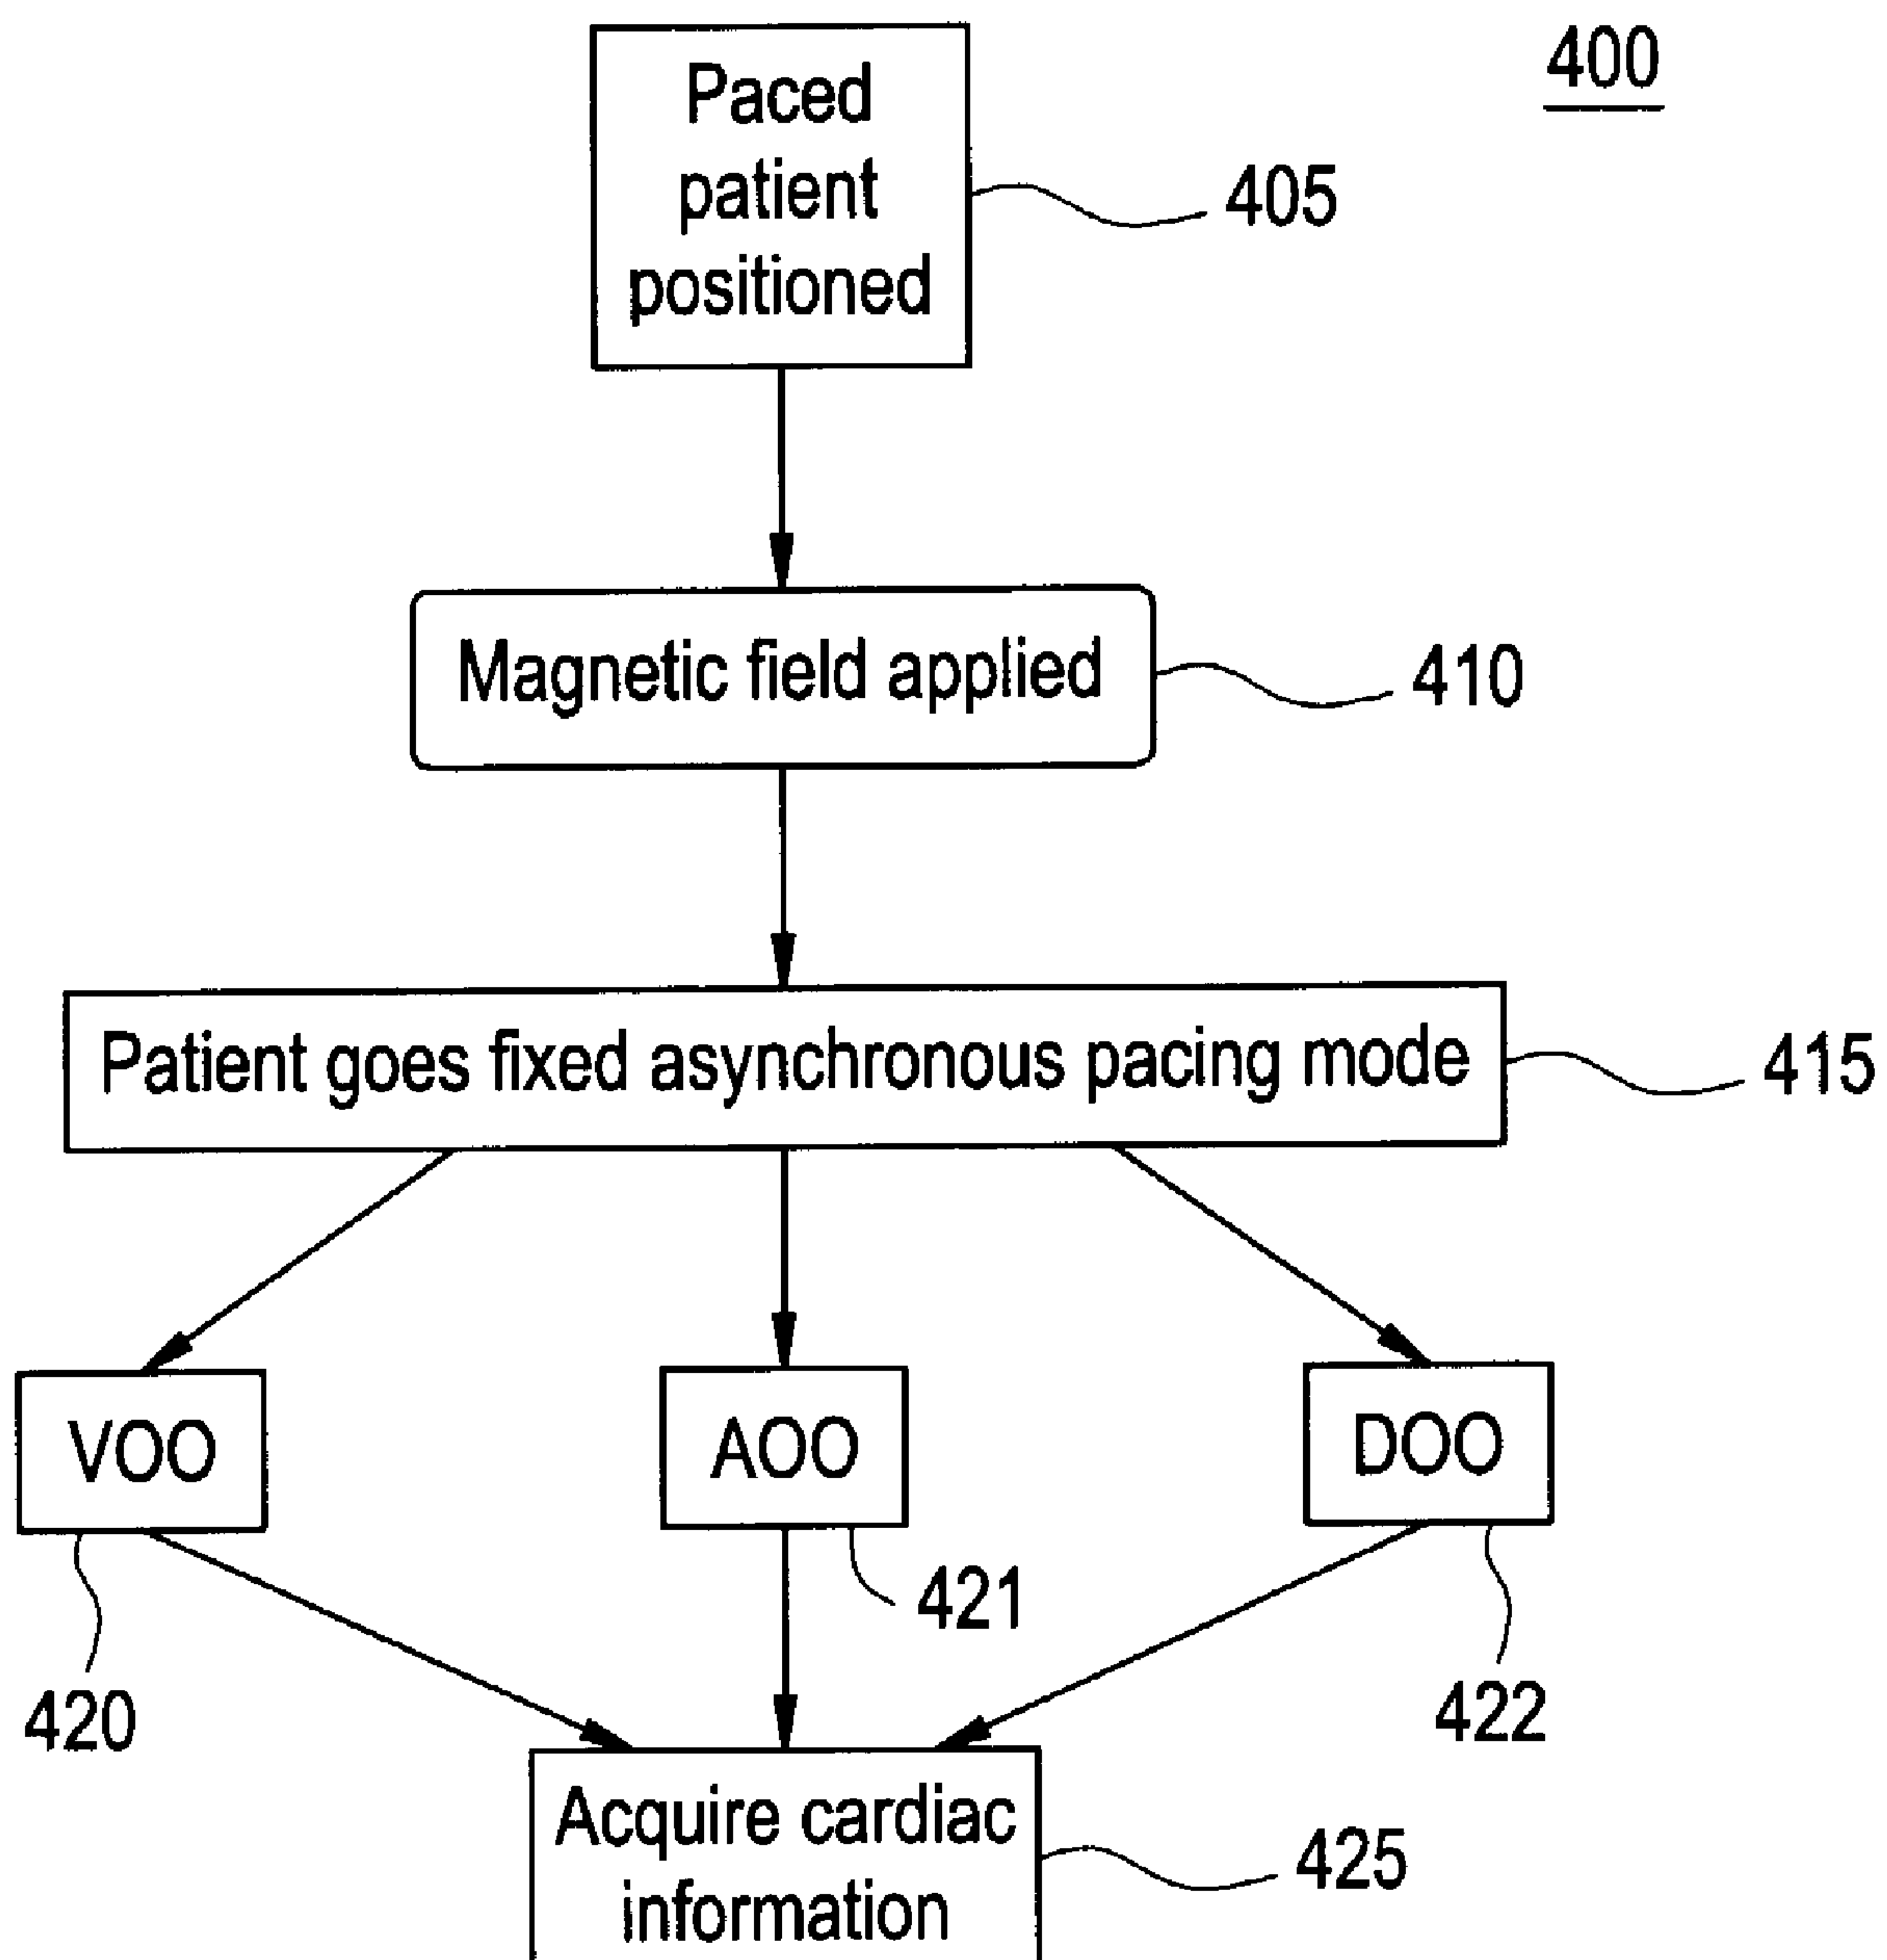 400
Paced
patient
positioned
405
Magnetic field applied
410
Patient goes fixed asynchronous pacing mode
415
VOO
AOO
DOO
420
421
422
Acquire cardiac
information
425